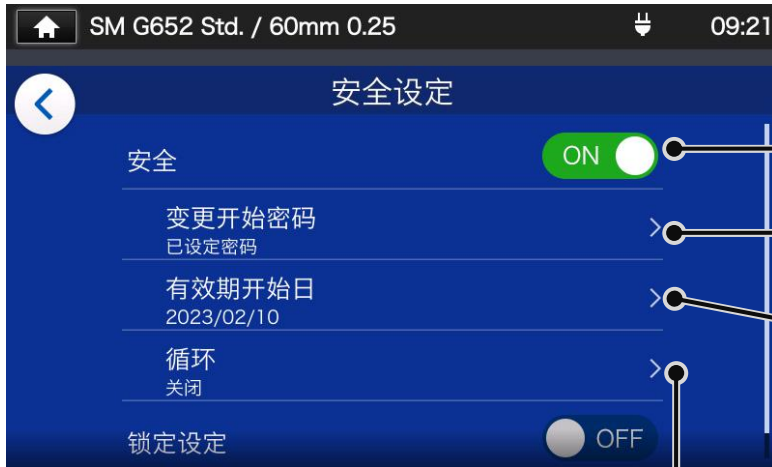 SM G652 Std. / 60mm 0.25
09:21
安全设定
安全
ON
变更开始密码
已设定密码
有效期开始日
2023/02/10
循环
关闭
锁定设定
OFF